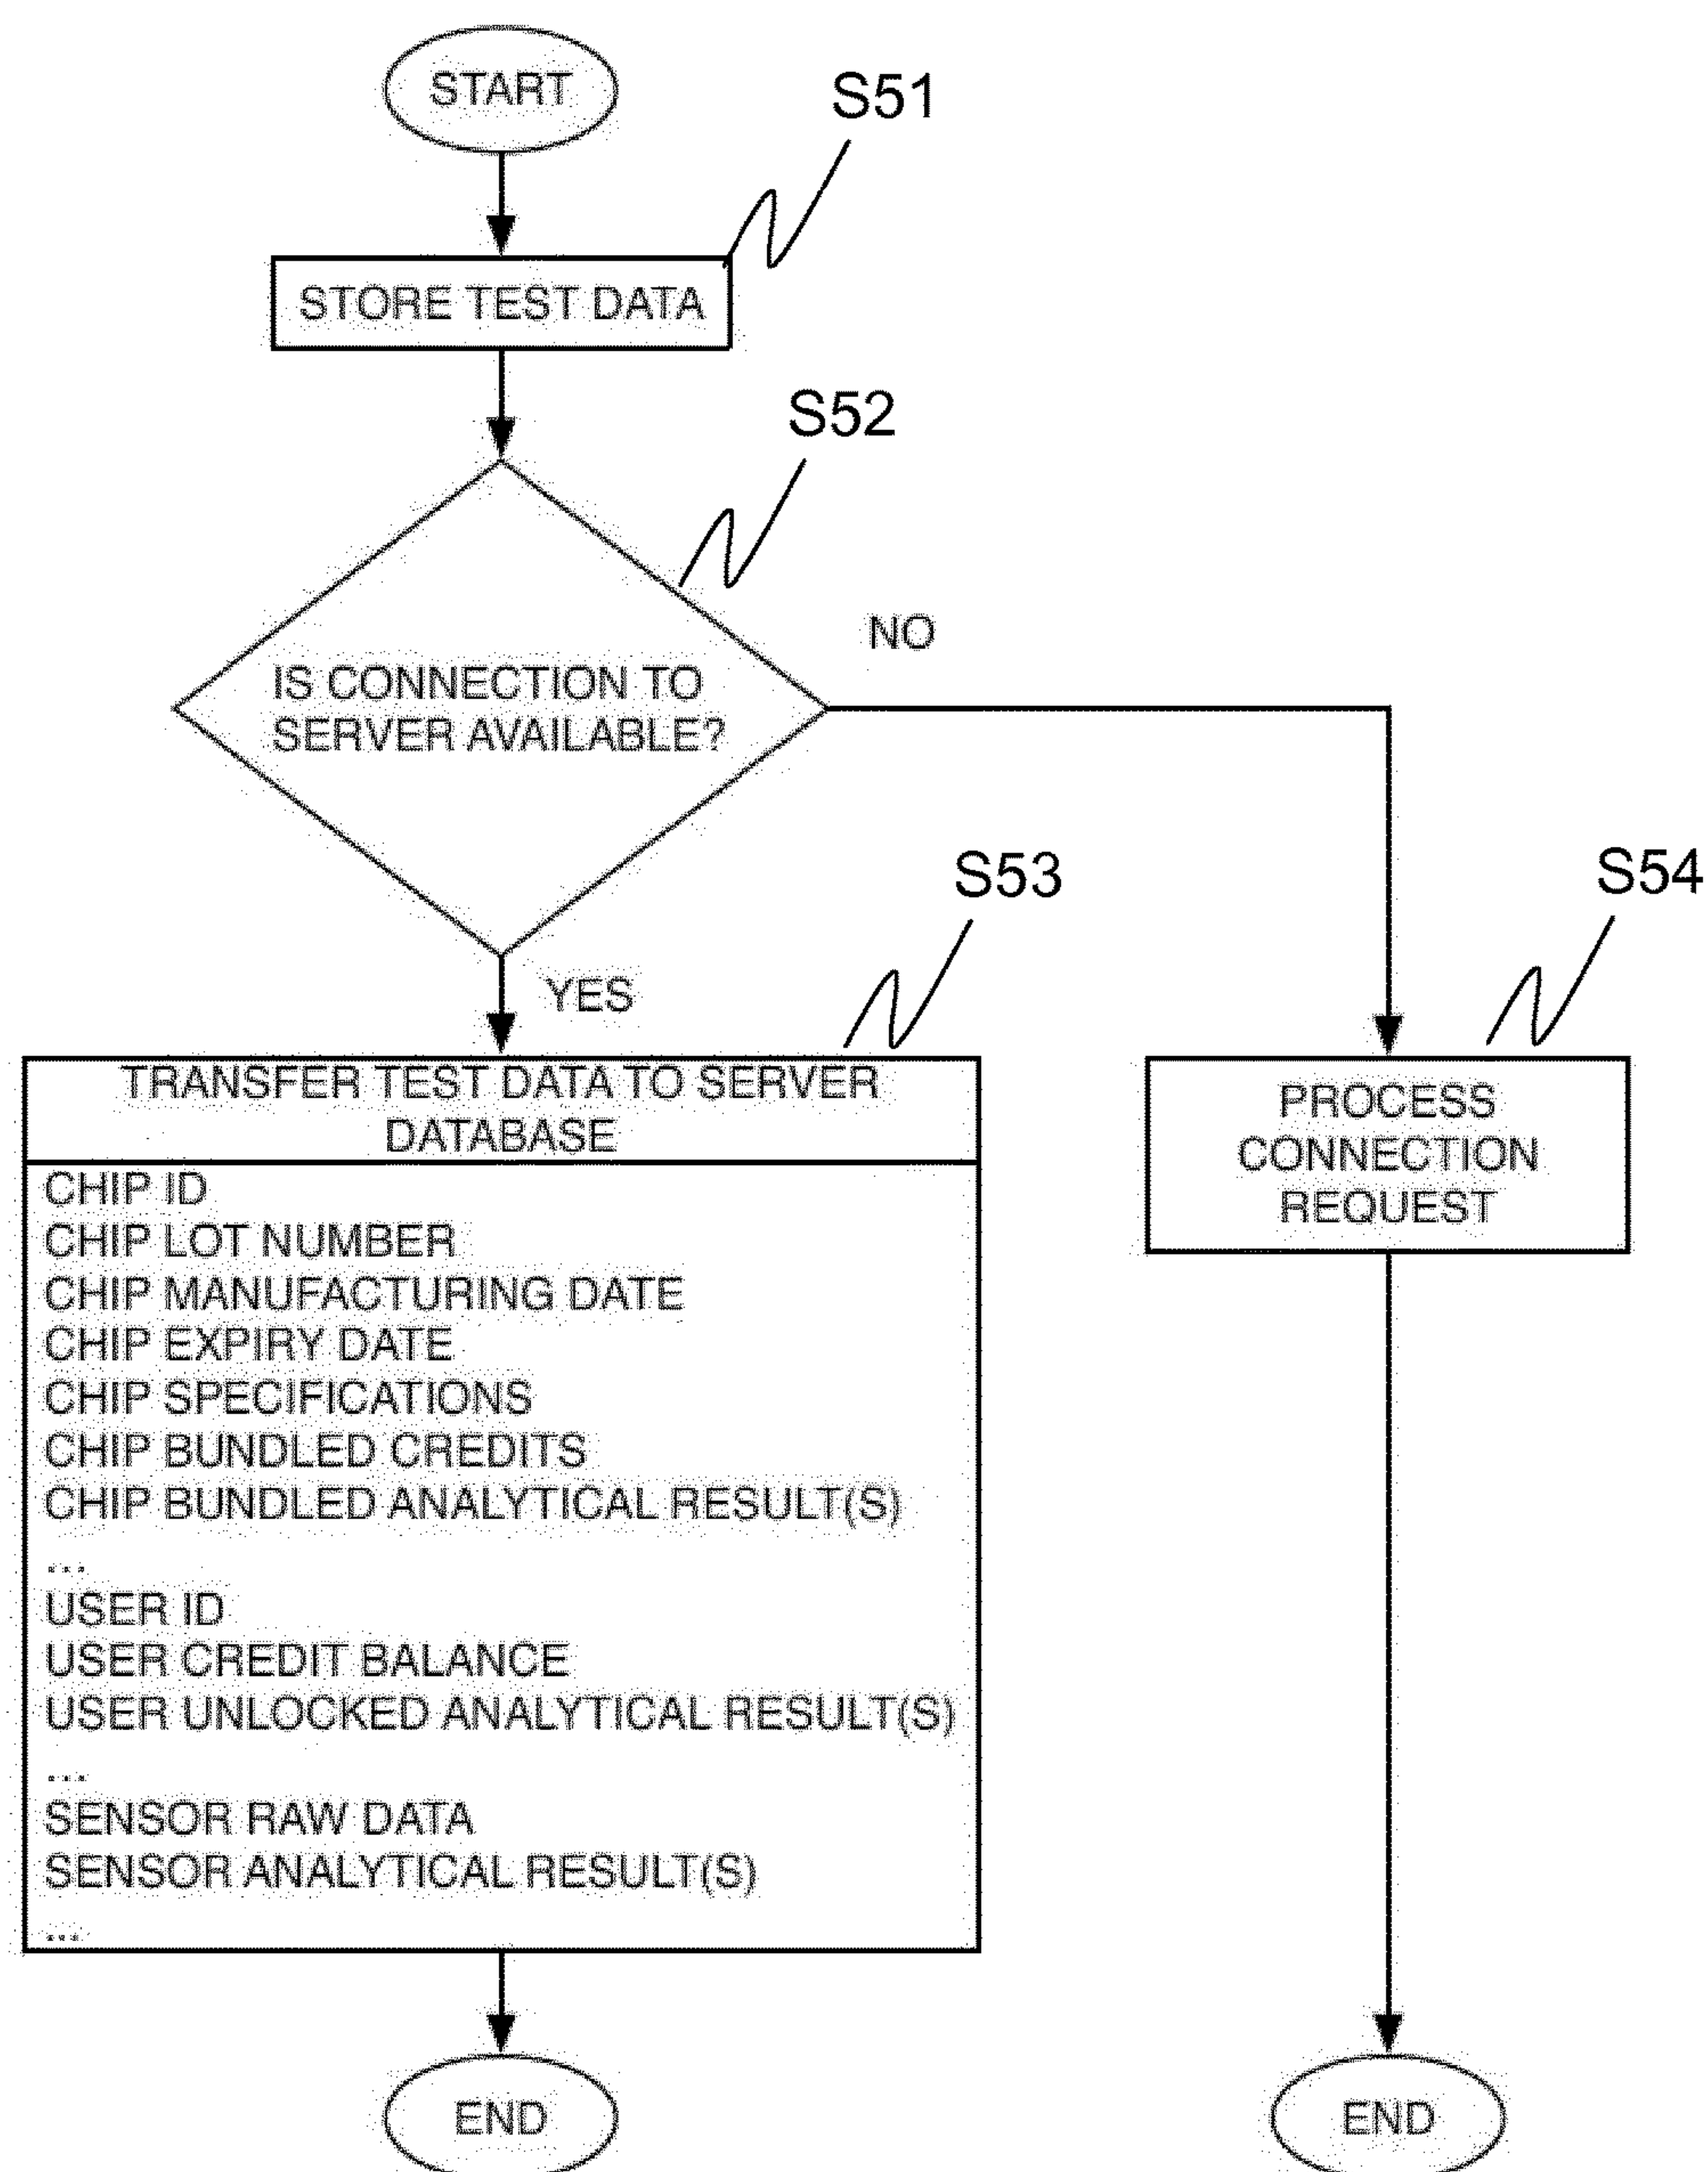 START
S51
STORE TEST DATA
S52
NO
IS CONNECTION TO
SERVER AVAILABLE?
S53
S54
YES
TRANSFER TEST DATA TO SERVER
DATABASE
PROCESS
CONNECTION
REQUEST
CHIP ID
CHIP LOT NUMBER
CHIP MANUFACTURING DATE
CHIP EXPIRY DATE
CHIP SPECIFICATIONS
CHIP BUNDLED CREDITS
CHIP BUNDLED ANALYTICAL RESULT(S)
...
USER ID
USER CREDIT BALANCE
USER UNLOCKED ANALYTICAL RESULT(S)
...
SENSOR RAW DATA
SENSOR ANALYTICAL RESULT(S)
...
END
END